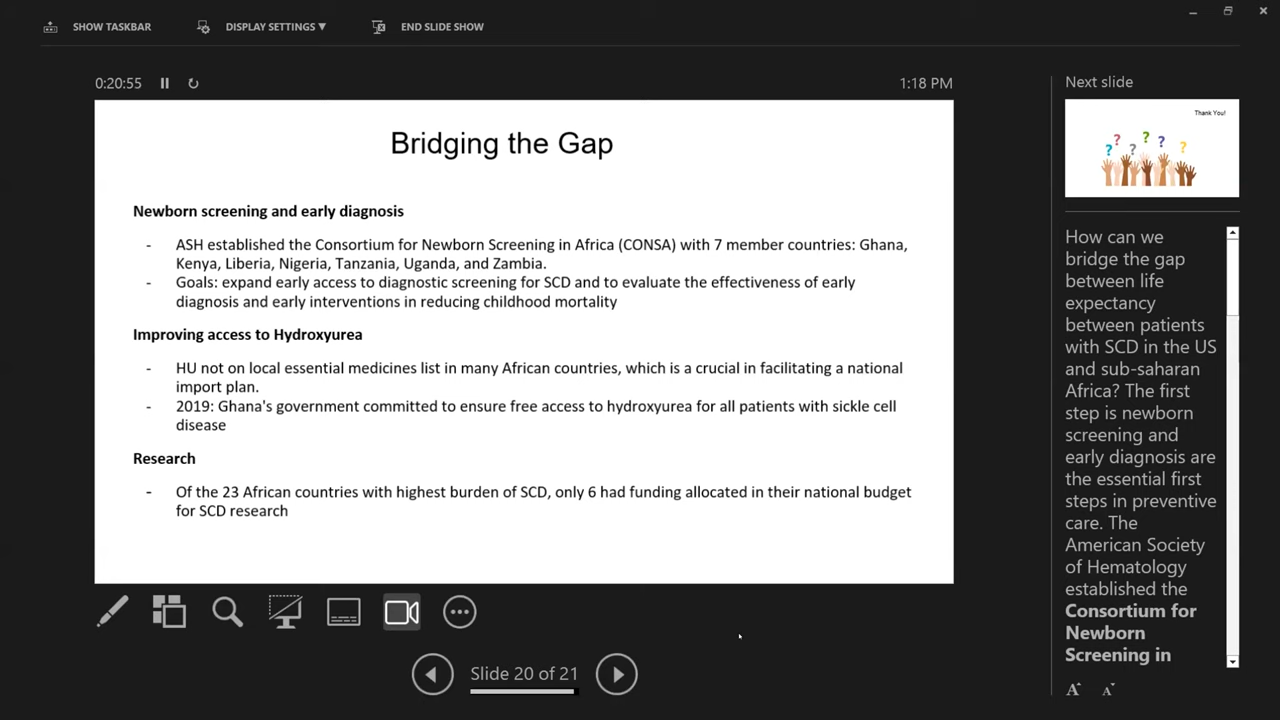 SHOW TASKBAR
DISPLAY SETTINGS ▼
END SLIDE SHOW
0:20:55
1:18 PM
Bridging the Gap
Newborn screening and early diagnosis
- ASH established the Consortium for Newborn Screening in Africa (CONSA) with 7 member countries: Ghana,
Kenya, Liberia, Nigeria, Tanzania, Uganda, and Zambia.
- Goals: expand early access to diagnostic screening for SCD and to evaluate the effectiveness of early
diagnosis and early interventions in reducing childhood mortality
Improving access to Hydroxyurea
- HU not on local essential medicines list in many African countries, which is a crucial in facilitating a national
import plan.
- 2019: Ghana's government committed to ensure free access to hydroxyurea for all patients with sickle cell
disease
Research
- Of the 23 African countries with highest burden of SCD, only 6 had funding allocated in their national budget
for SCD research
Slide 20 of 21
Next slide
Thank You!
? ? ? ? ? ?
How can we
bridge the gap
between life
expectancy
between patients
with SCD in the US
and sub-saharan
Africa? The first
step is newborn
screening and
early diagnosis are
the essential first
steps in preventive
care. The
American Society
of Hematology
established the
Consortium for
Newborn
Screening in
A A